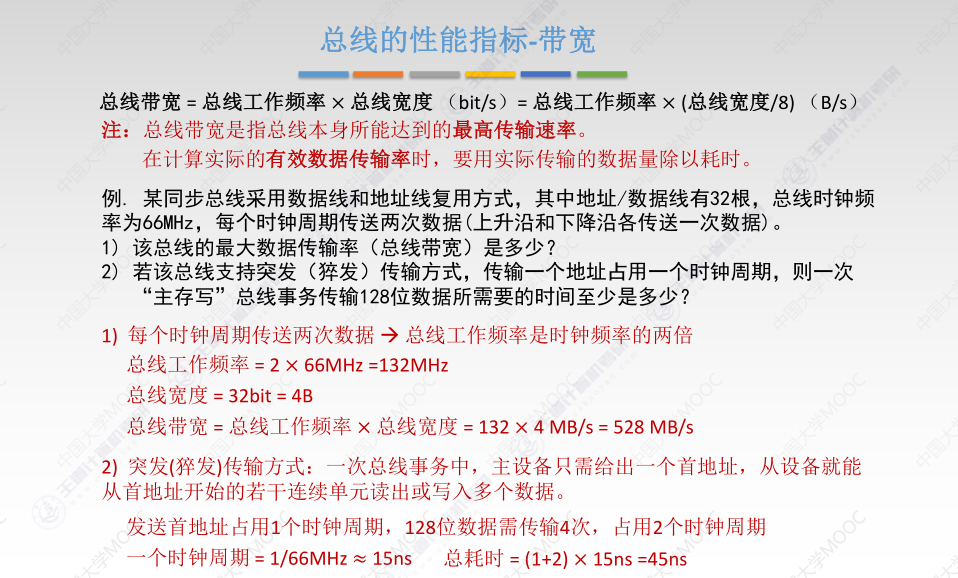 总线的性能指标-带宽
总线带宽 = 总线工作频率 × 总线宽度 （bit/s）= 总线工作频率 × (总线宽度/8) （B/s）
注：总线带宽是指总线本身所能达到的最高传输速率。
在计算实际的有效数据传输率时，要用实际传输的数据量除以耗时。
例. 某同步总线采用数据线和地址线复用方式，其中地址/数据线有32根，总线时钟频
率为66MHz，每个时钟周期传送两次数据(上升沿和下降沿各传送一次数据)。
1) 该总线的最大数据传输率（总线带宽）是多少？
2) 若该总线支持突发（猝发）传输方式，传输一个地址占用一个时钟周期，则一次
“主存写”总线事务传输128位数据所需要的时间至少是多少？
1) 每个时钟周期传送两次数据 → 总线工作频率是时钟频率的两倍
总线工作频率 = 2 × 66MHz =132MHz
总线宽度 = 32bit = 4B
总线带宽 = 总线工作频率 × 总线宽度 = 132 × 4 MB/s = 528 MB/s
2) 突发(猝发)传输方式：一次总线事务中，主设备只需给出一个首地址，从设备就能
从首地址开始的若干连续单元读出或写入多个数据。
发送首地址占用1个时钟周期，128位数据需传输4次，占用2个时钟周期
一个时钟周期 = 1/66MHz ≈ 15ns 总耗时 = (1+2) × 15ns =45ns